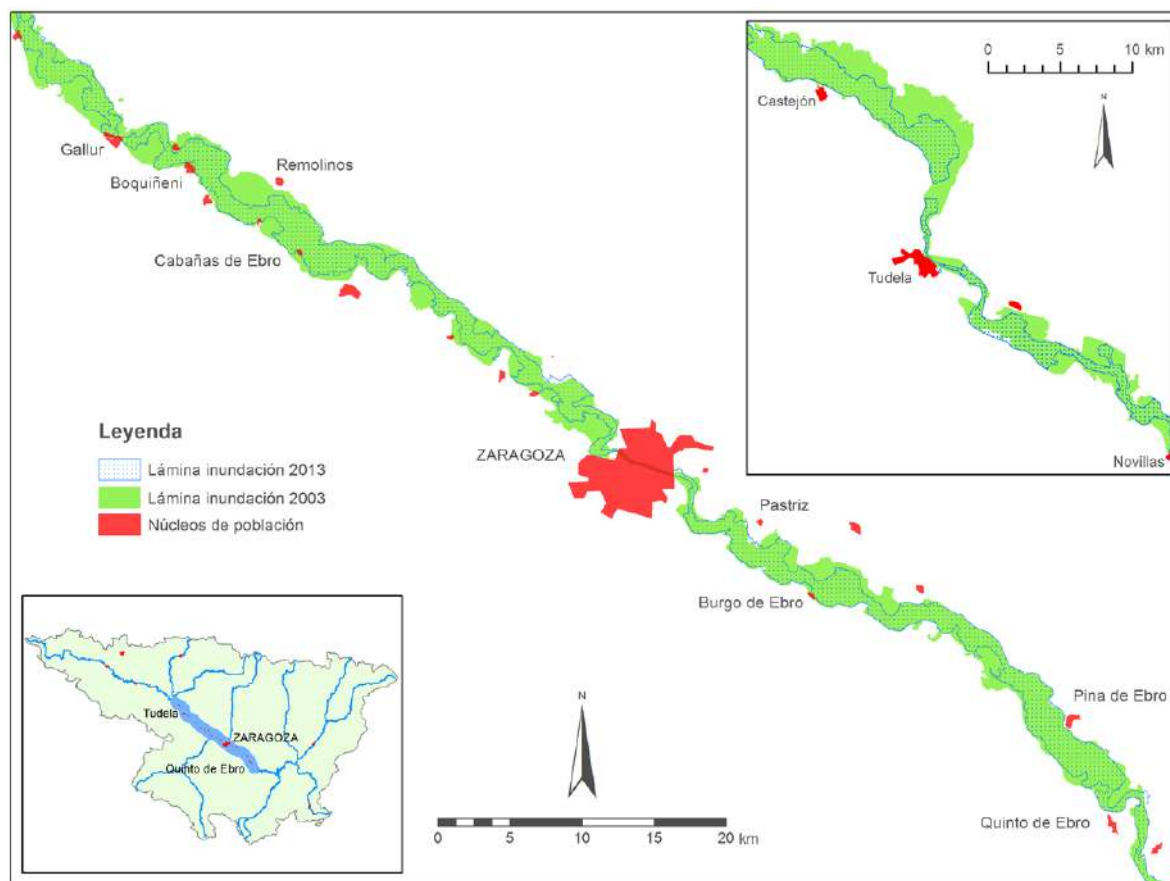 0 5 10 km
N
Castejón
Tudela
Novillas
Gallur
Boquiñeni
Remolinos
Cabañas de Ebro
Leyenda
Lámina inundación 2013
Lámina inundación 2003
Núcleos de población
ZARAGOZA
Pastriz
Burgo de Ebro
Pina de Ebro
Quinto de Ebro
Tudela
ZARAGOZA
Quinto de Ebro
N
0 5 10 15 20 km